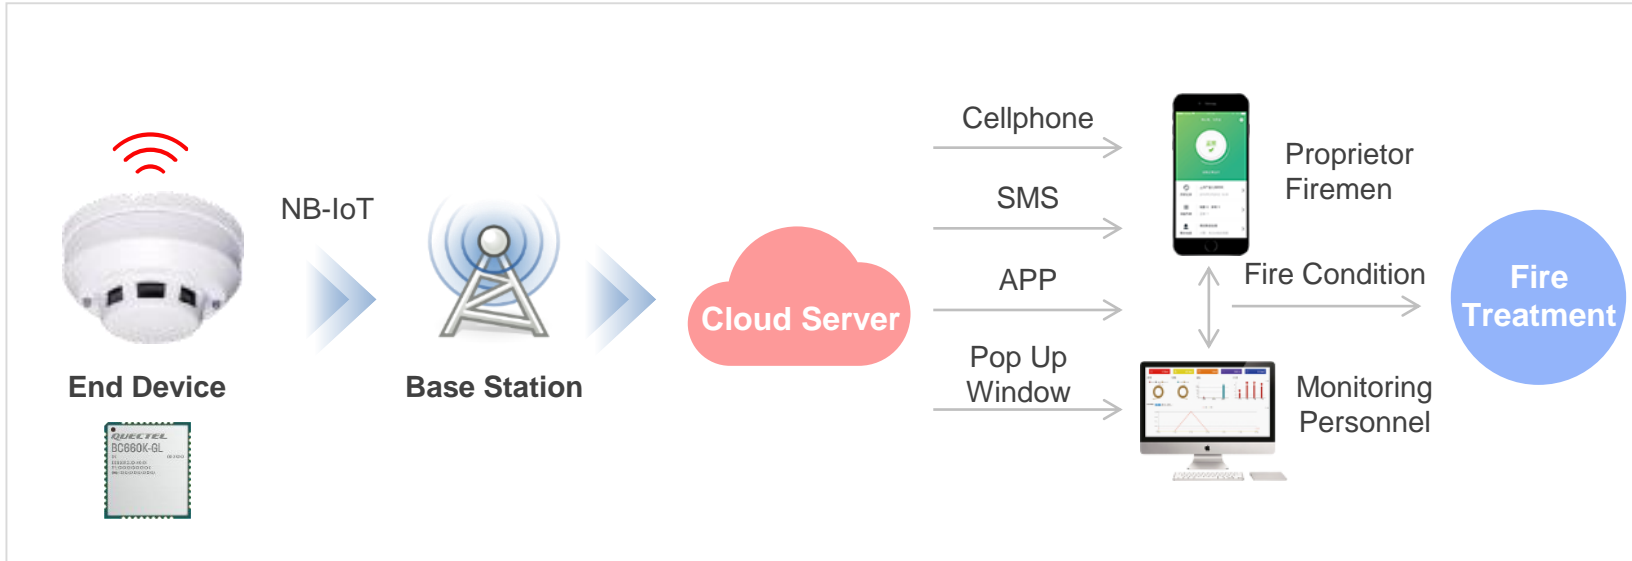 Cellphone
SMS
APP
Pop Up
Window
NB-IoT
End Device
Base Station
Cloud Server
Proprietor
Firemen
Fire Condition
Monitoring
Personnel
Fire
Treatment
QUECTEL
BC660K-GL